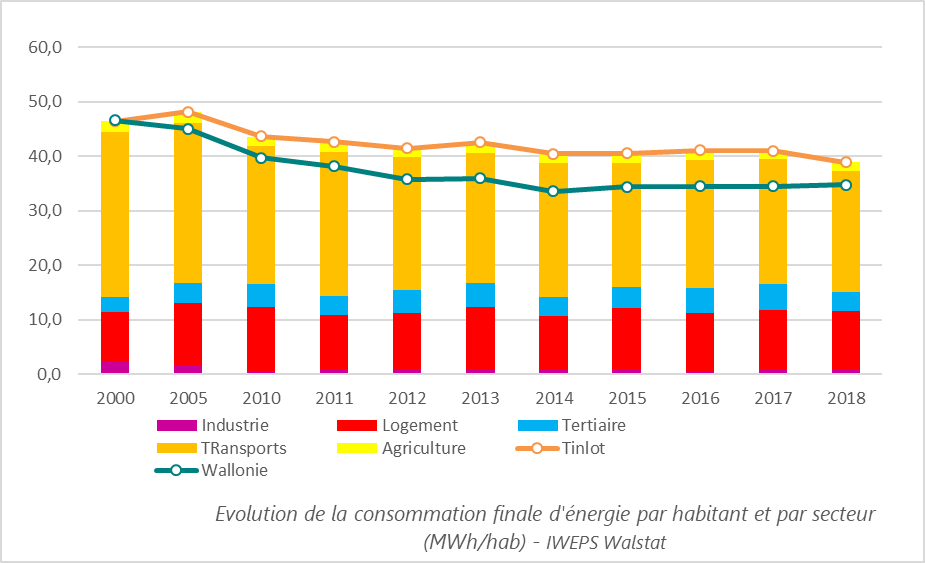 60,0
50,0
40,0
30,0
20,0
10,0
0,0
2000 2005 2010 2011 2012 2013 2014 2015 2016 2017 2018
Industrie Logement Tertiaire
TRansports Agriculture Tinlot
Wallonie
Evolution de la consommation finale d'énergie par habitant et par secteur
(MWh/hab) - IWEPS Walstat